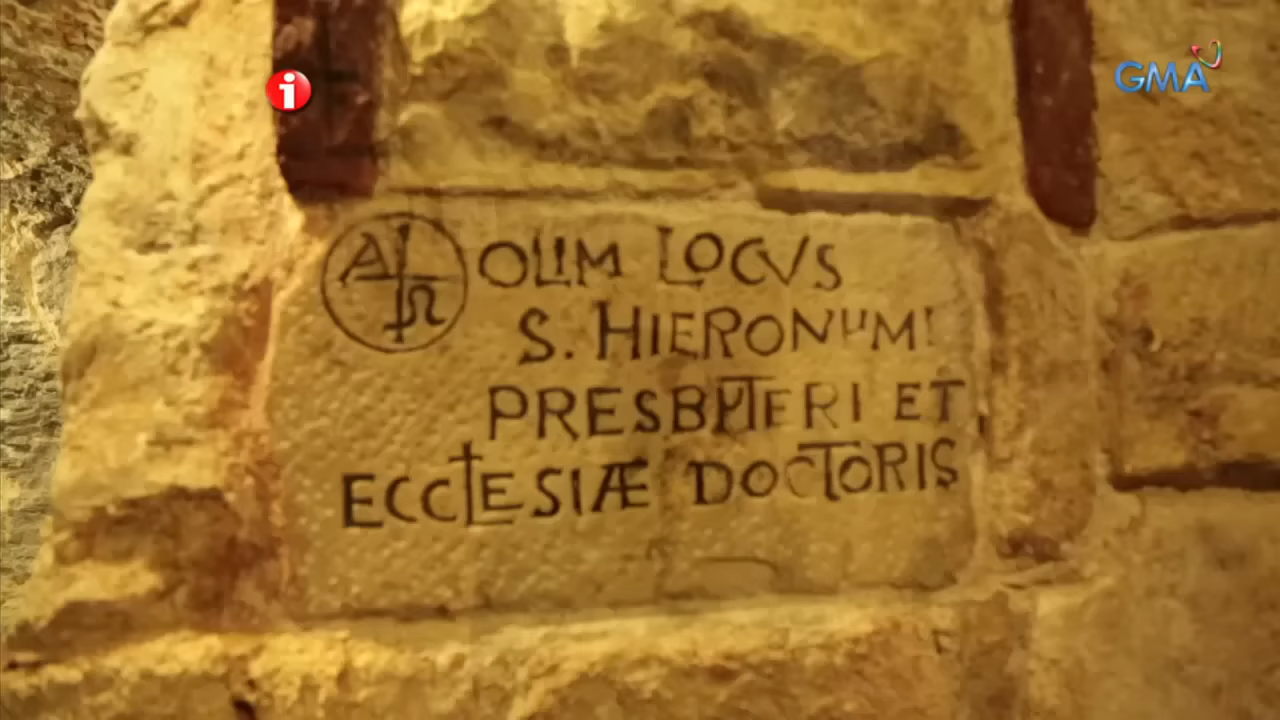 i
GMA
A Ω
OLIM LOCVS
S. HIERONYMI
PRESBYTERI ET
ECCLESIÆ DOCTORIS